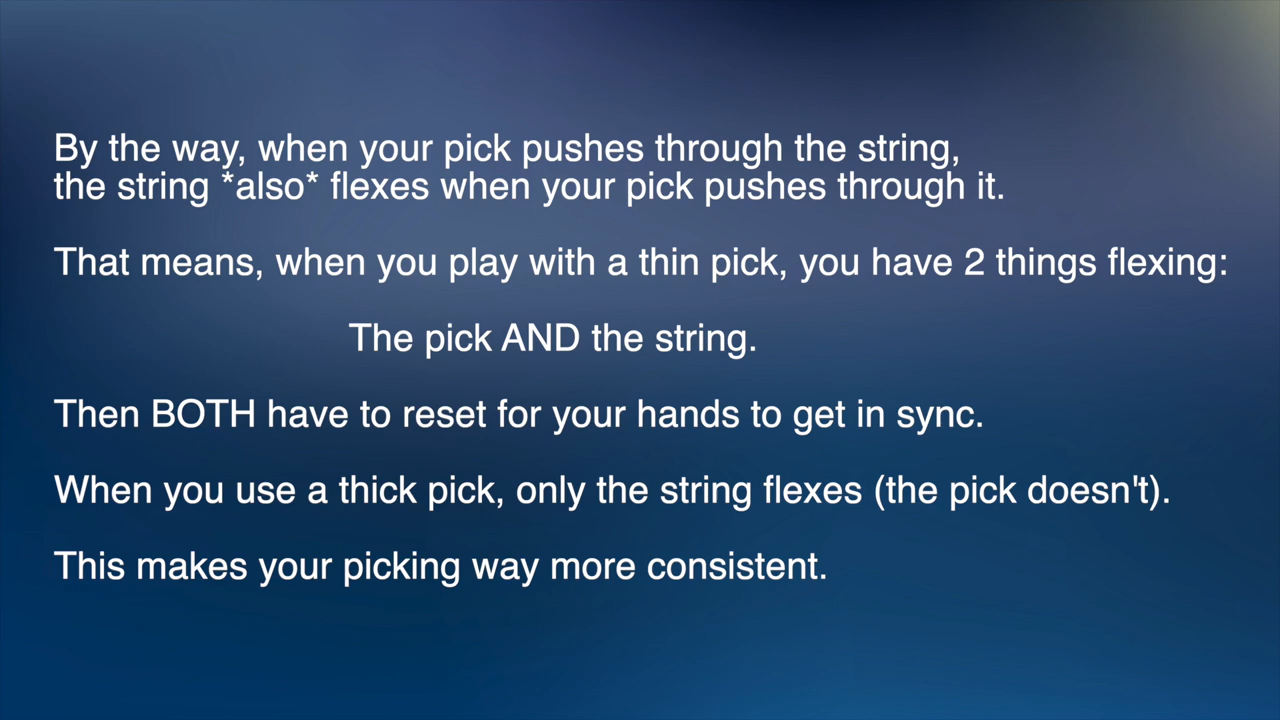 By the way, when your pick pushes through the string,
the string *also* flexes when your pick pushes through it.
That means, when you play with a thin pick, you have 2 things flexing:
The pick AND the string.
Then BOTH have to reset for your hands to get in sync.
When you use a thick pick, only the string flexes (the pick doesn't).
This makes your picking way more consistent.